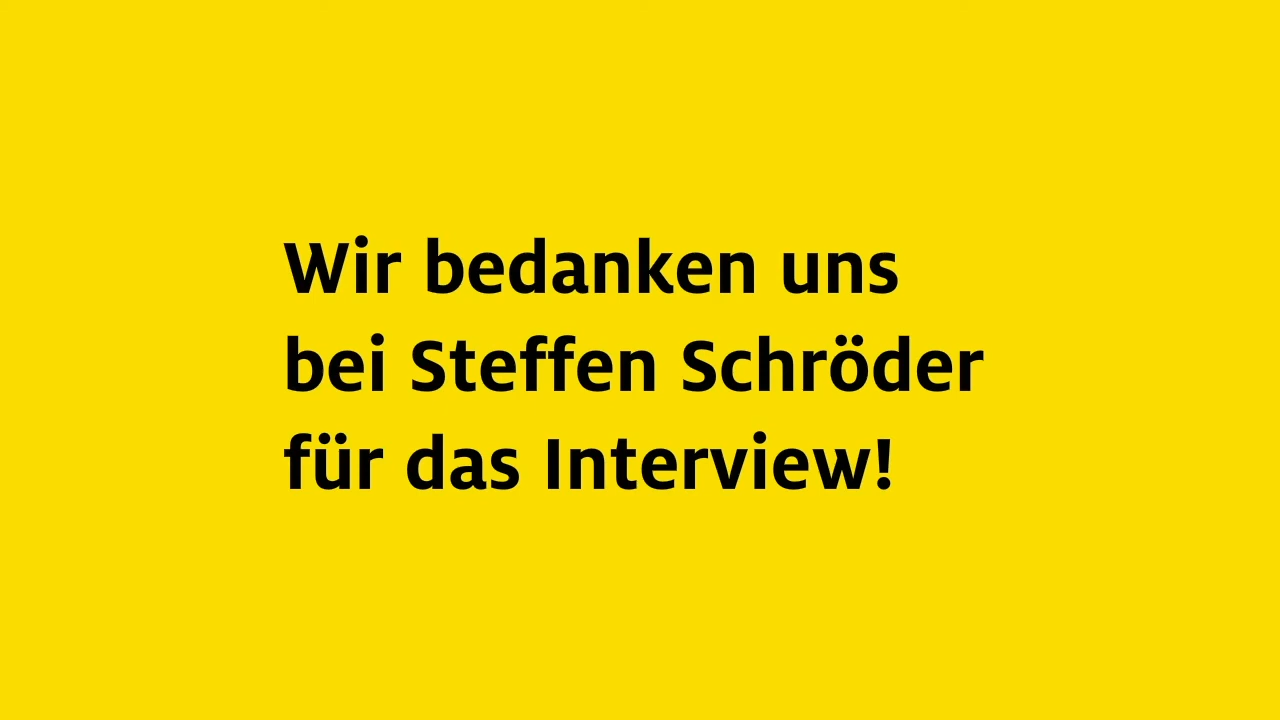 Wir bedanken uns
bei Steffen Schröder
für das Interview!